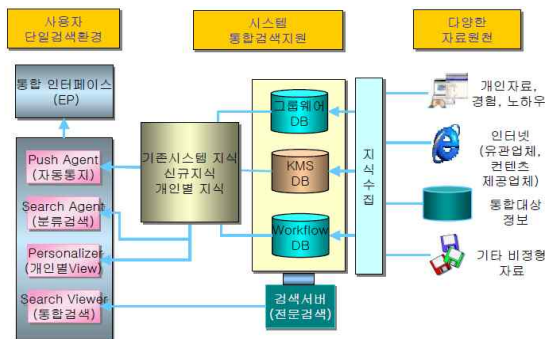 사용자
단일검색환경
시스템
통합검색지원
다양한
자료원천
통합 인터페이스
(EP)
Push Agent
(자동통지)
Search Agent
(분류검색)
Personalizer
(개인별View)
Search Viewer
(통합검색)
기존시스템 지식
신규지식
개인별 지식
그룹웨어
DB
KMS
DB
Workflow
DB
검색서버
(전문검색)
지식수집
개인자료,
경험, 노하우
인터넷
(유관업체,
컨텐츠
제공업체)
통합대상
정보
기타 비정형
자료